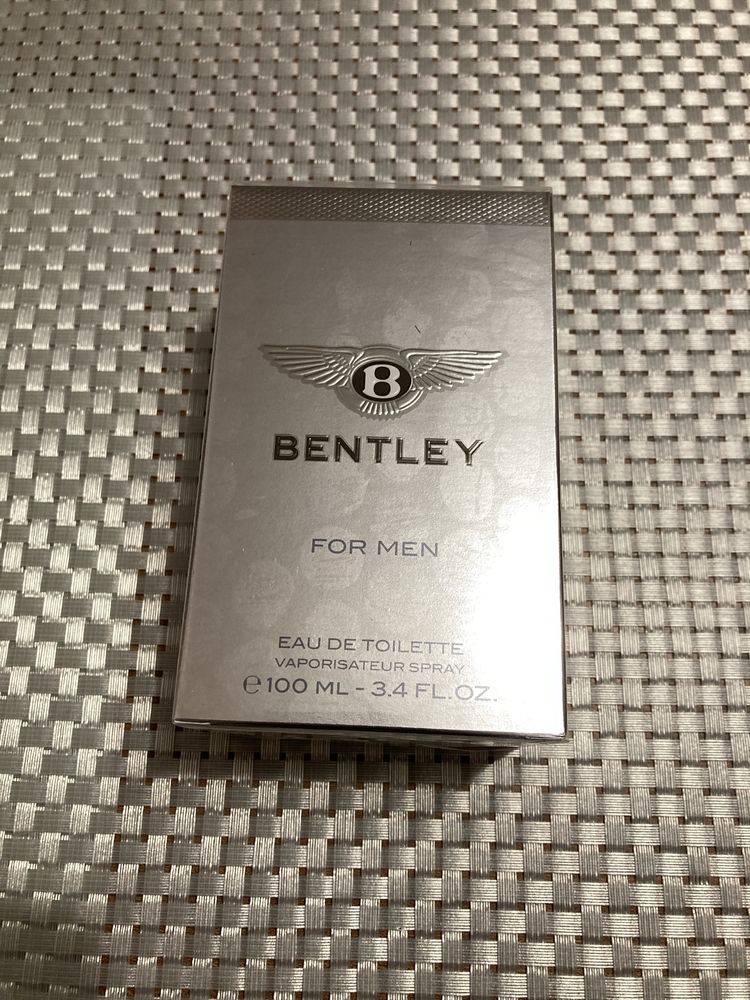 B
BENTLEY
FOR MEN
EAU DE TOILETTE
VAPORISATEUR SPRAY
℮100 ML - 3.4 FL.OZ.